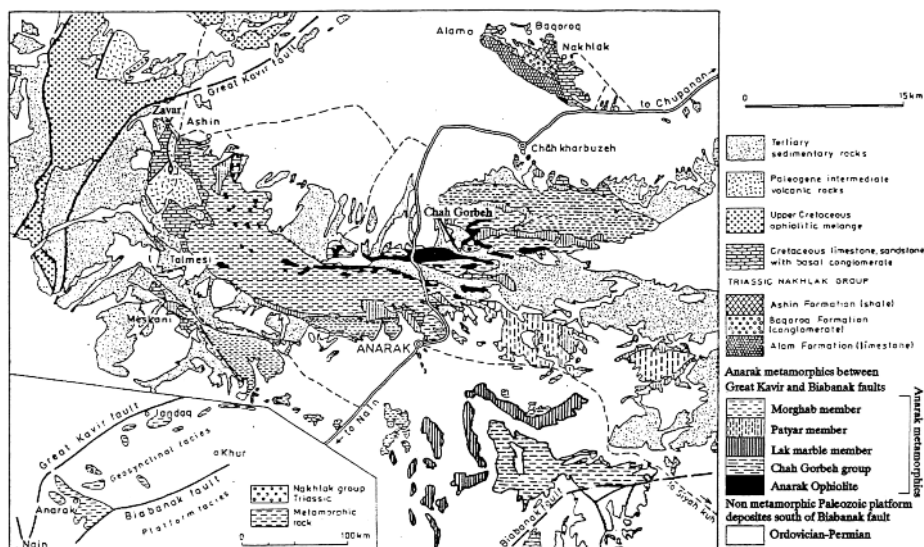 Alama
Baqoroq
Nakhlak
to Chupanan
Great Kavir fault
Zavar
Ashin
Chah kharbuzeh
Chah Gorbeh
Talmesi
Meskani
ANARAK
to Nain
Biabanak fault
to Siyah Kuh
0 15km
Tertiary
sedimentary rocks
Paleogene intermediate
volcanic rocks
Upper Cretaceous
ophiolitic melange
Cretaceous limestone, sandstone
with basal conglomerate
TRIASSIC NAKHLAK GROUP
Ashin Formation (shale)
Baqoroq Formation
(conglomerate)
Alam Formation (limestone)
Anarak metamorphics between
Great Kavir and Biabanak faults
Morghab member
Patyar member
Lak marble member
Chah Gorbeh group
Anarak Ophiolite
Anarak metamorphics
Non metamorphic Paleozoic platform
deposites south of Biabanak fault
Ordovician-Permian
Great Kavir fault
Jandaq
Geosynclinal facies
Khur
Anarak
Biabanak fault
Platform facies
Nain
Nakhlak group
Triassic
Metamorphic
rock
0 100km